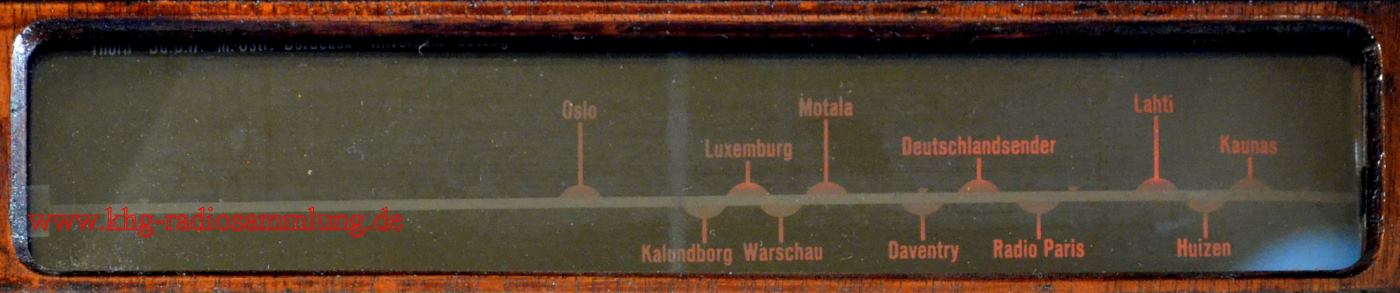 Oslo
Motala
Lahti
Luxemburg
Deutschlandsender
Kaunas
www.khg-radiosammlung.de
Kalundborg
Warschau
Daventry
Radio Paris
Huizen